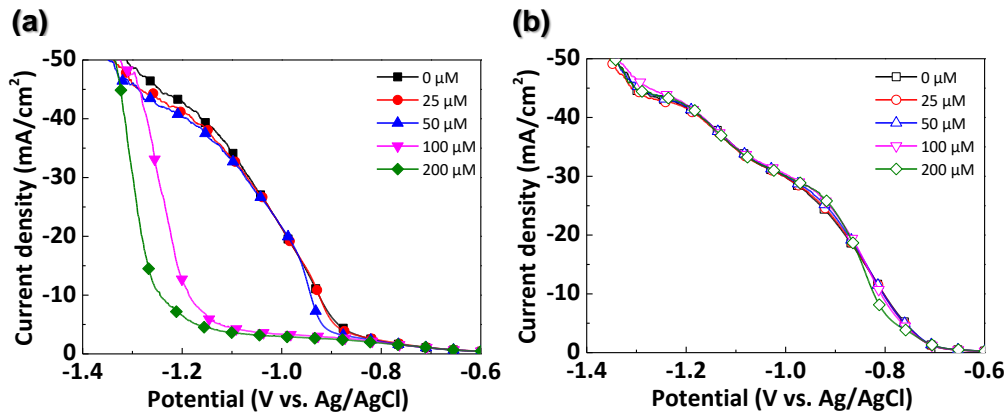 (a)
(b)
-50
-40
-30
-20
-10
0
Current density (mA/cm²)
-1.4 -1.2 -1.0 -0.8 -0.6
Potential (V vs. Ag/AgCl)
0 μM
25 μM
50 μM
100 μM
200 μM
-50
-40
-30
-20
-10
0
Current density (mA/cm²)
-1.4 -1.2 -1.0 -0.8 -0.6
Potential (V vs. Ag/AgCl)
0 μM
25 μM
50 μM
100 μM
200 μM